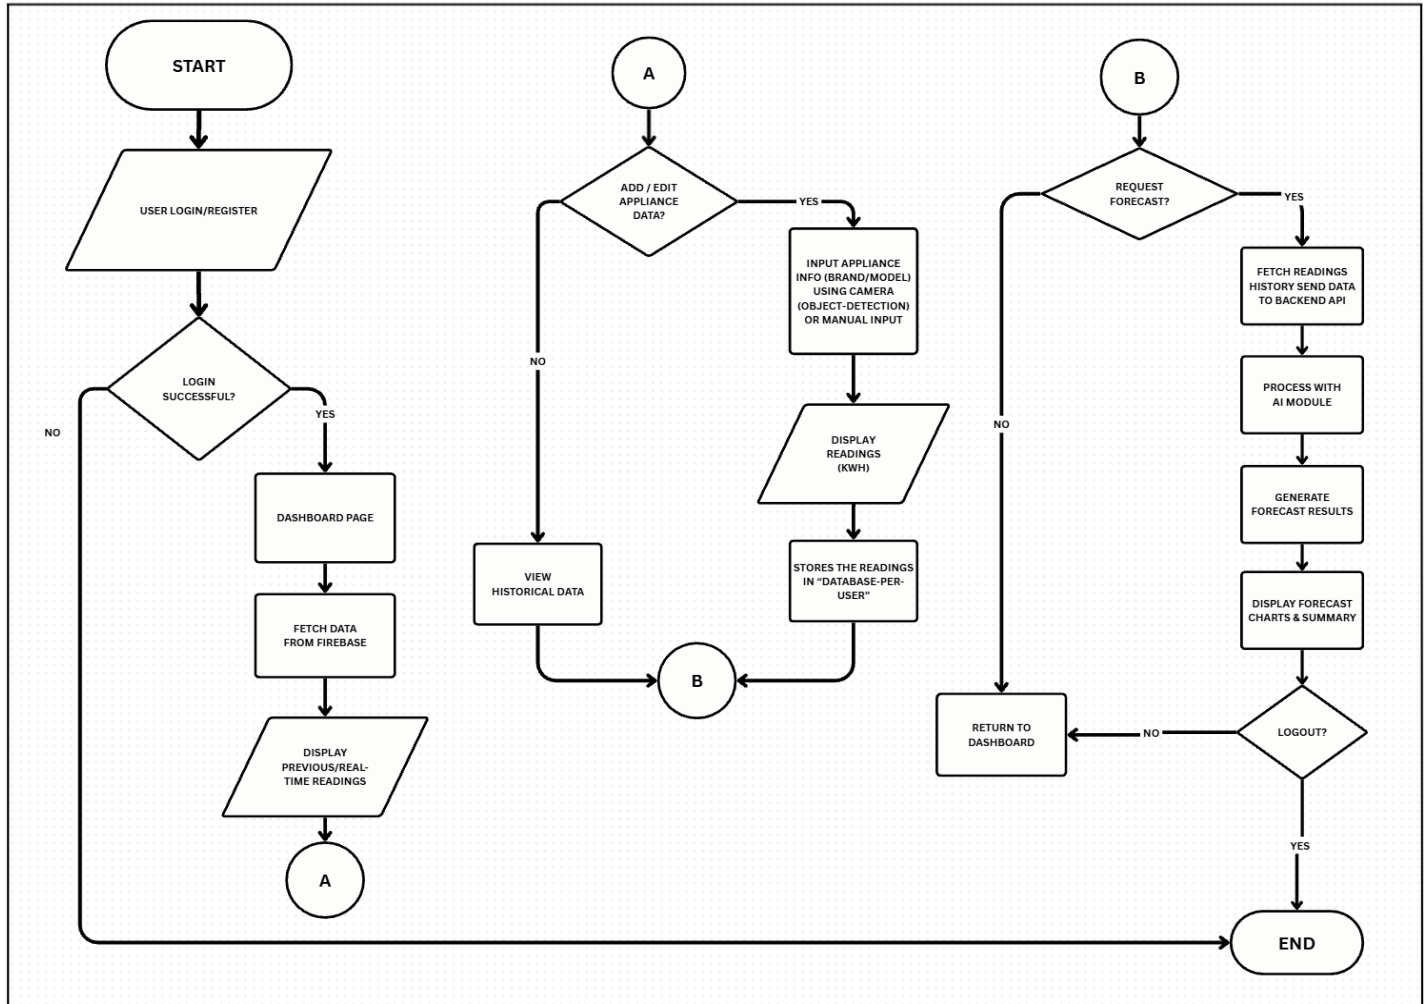 START
USER LOGIN/REGISTER
LOGIN
SUCCESSFUL?
NO
YES
DASHBOARD PAGE
FETCH DATA
FROM FIREBASE
DISPLAY
PREVIOUS/REAL-
TIME READINGS
A
A
ADD / EDIT
APPLIANCE
DATA?
YES
INPUT APPLIANCE
INFO (BRAND/MODEL)
USING CAMERA
(OBJECT-DETECTION)
OR MANUAL INPUT
NO
DISPLAY
READINGS
(KWH)
VIEW
HISTORICAL DATA
STORES THE READINGS
IN “DATABASE-PER-
USER”
B
B
REQUEST
FORECAST?
YES
FETCH READINGS
HISTORY SEND DATA
TO BACKEND API
PROCESS WITH
AI MODULE
NO
GENERATE
FORECAST RESULTS
DISPLAY FORECAST
CHARTS & SUMMARY
RETURN TO
DASHBOARD
NO
LOGOUT?
YES
END